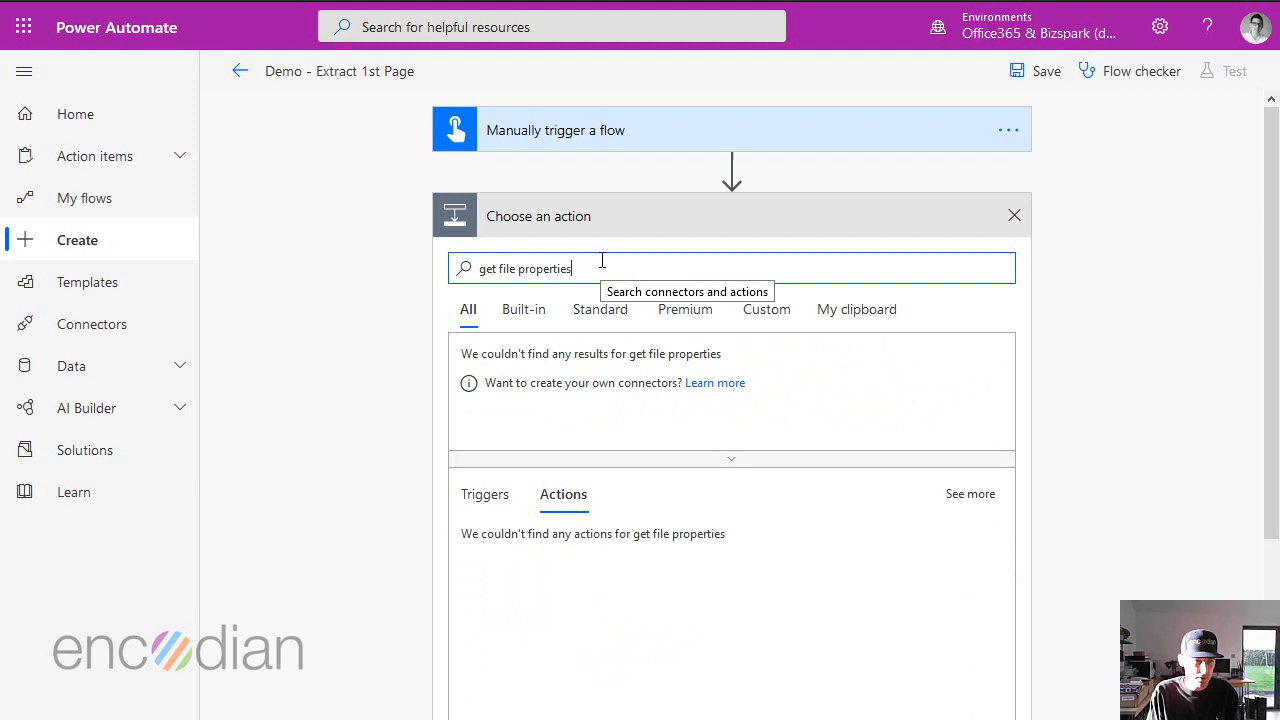 Power Automate
Search for helpful resources
Environments
Office365 & Bizspark (d...
Demo - Extract 1st Page
Save
Flow checker
Test
Home
Action items
My flows
Create
Templates
Connectors
Data
AI Builder
Solutions
Learn
Manually trigger a flow
Choose an action
get file properties
Search connectors and actions
All
Built-in
Standard
Premium
Custom
My clipboard
We couldn't find any results for get file properties
Want to create your own connectors? Learn more
Triggers
Actions
See more
We couldn't find any actions for get file properties
encodian
encodian